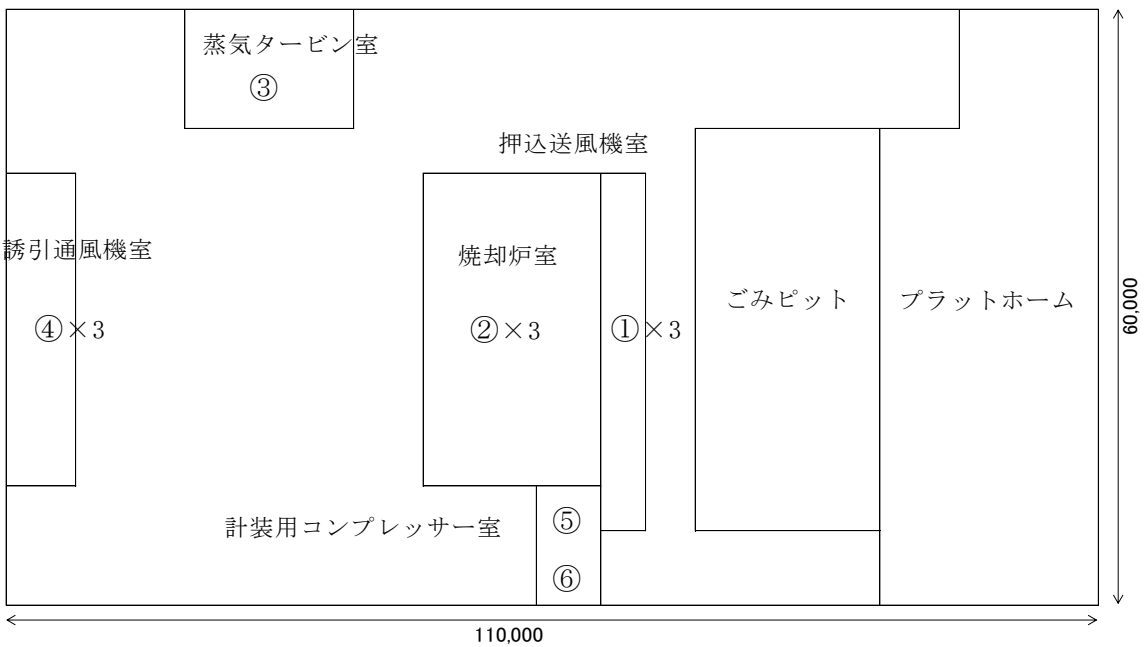 蒸気タービン室
③
押込送風機室
誘引通風機室
④×3
焼却炉室
②×3
①×3
ごみピット
プラットホーム
計装用コンプレッサー室
⑤
⑥
60,000
110,000